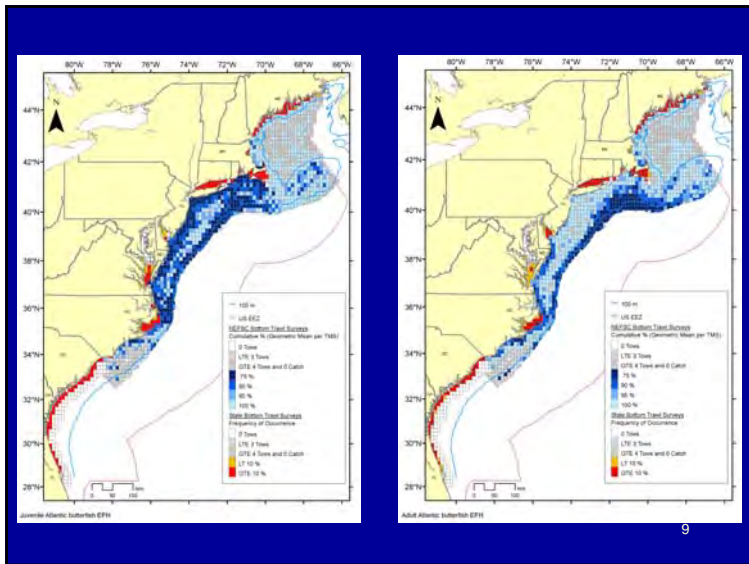 80°W 78°W 76°W 74°W 72°W 70°W 68°W 66°W
44°N
N
42°N
40°N
38°N
36°N
34°N
32°N
30°N
28°N
100 m
US EEZ
NEFSC Bottom Trawl Surveys
Cumulative % (Geometric Mean per TMS)
0 Tows
LTE 3 Tows
GTE 4 Tows and 0 Catch
75 %
90 %
95 %
100 %
State Bottom Trawl Surveys
Frequency of Occurrence
0 Tows
LTE 3 Tows
GTE 4 Tows and 0 Catch
LT 10 %
GTE 10 %
0 50 100
Juvenile Atlantic butterfish EFH
80°W 78°W 76°W 74°W 72°W 70°W 68°W 66°W
44°N
N
42°N
40°N
38°N
36°N
34°N
32°N
30°N
28°N
100 m
US EEZ
NEFSC Bottom Trawl Surveys
Cumulative % (Geometric Mean per TMS)
0 Tows
LTE 3 Tows
GTE 4 Tows and 0 Catch
75 %
90 %
95 %
100 %
State Bottom Trawl Surveys
Frequency of Occurrence
0 Tows
LTE 3 Tows
GTE 4 Tows and 0 Catch
LT 10 %
GTE 10 %
0 50 100
Adult Atlantic butterfish EFH
9